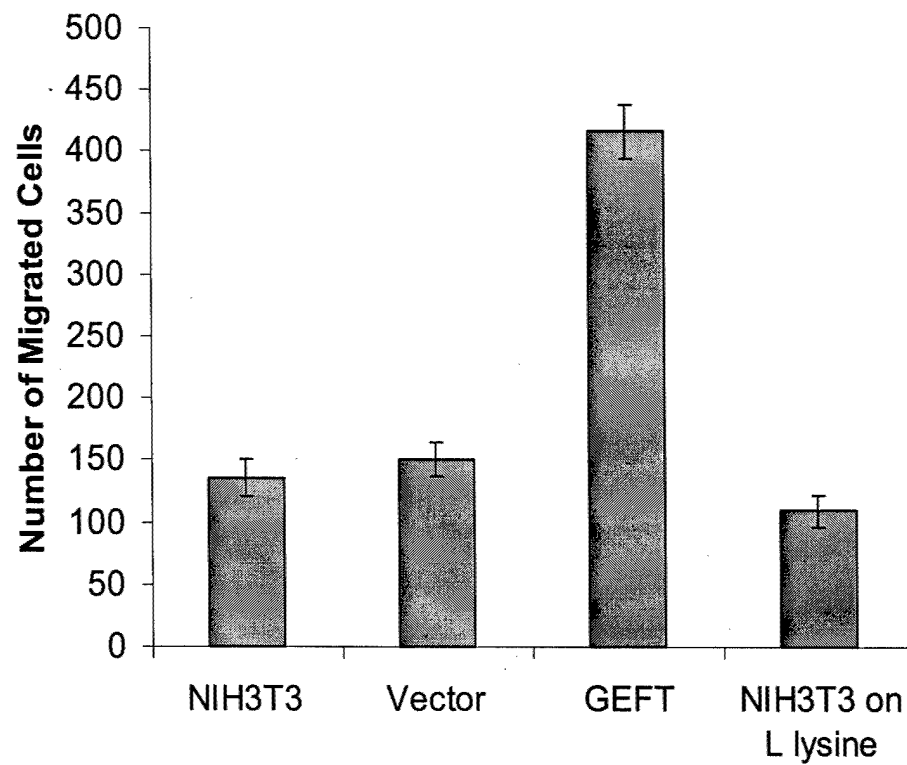 500
450
400
350
300
250
200
150
100
50
0
Number of Migrated Cells
NIH3T3
Vector
GEFT
NIH3T3 on
L lysine